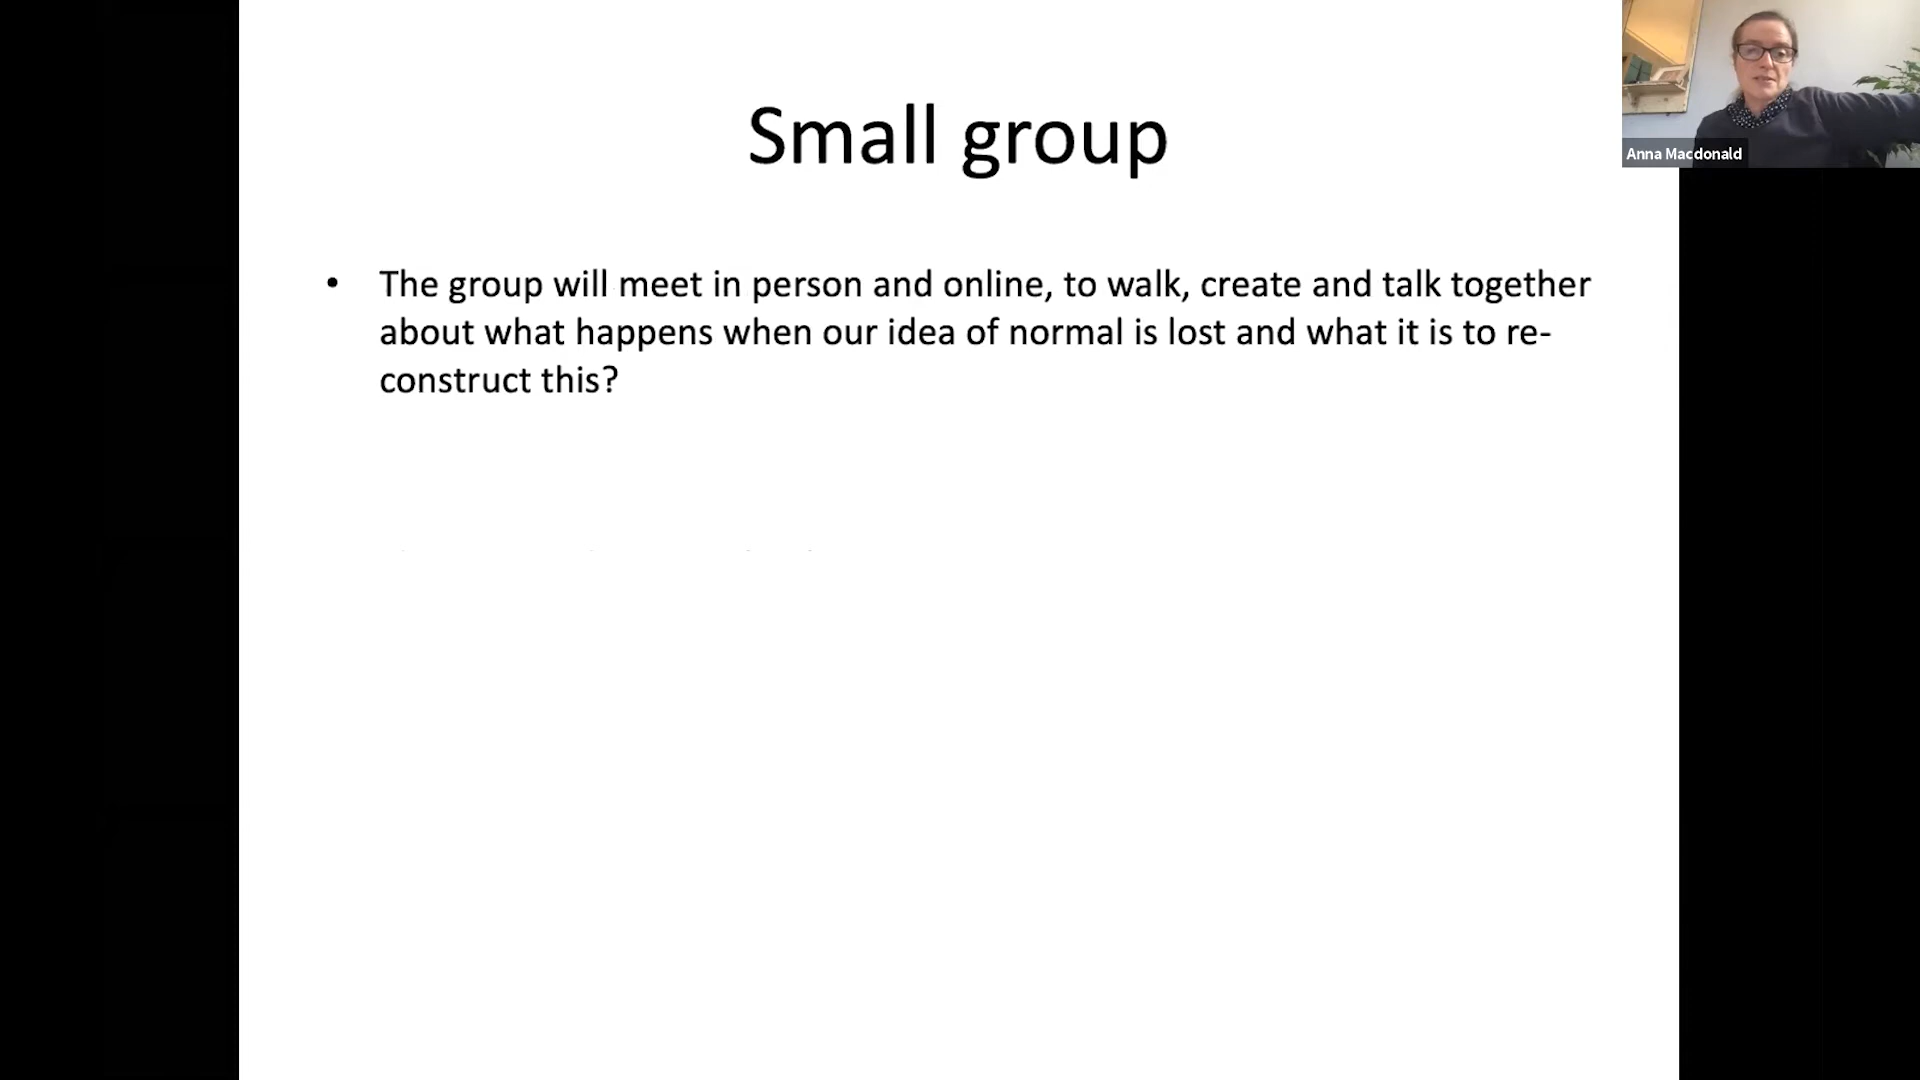 Small group
Anna Macdonald
• The group will meet in person and online, to walk, create and talk together
about what happens when our idea of normal is lost and what it is to re-
construct this?